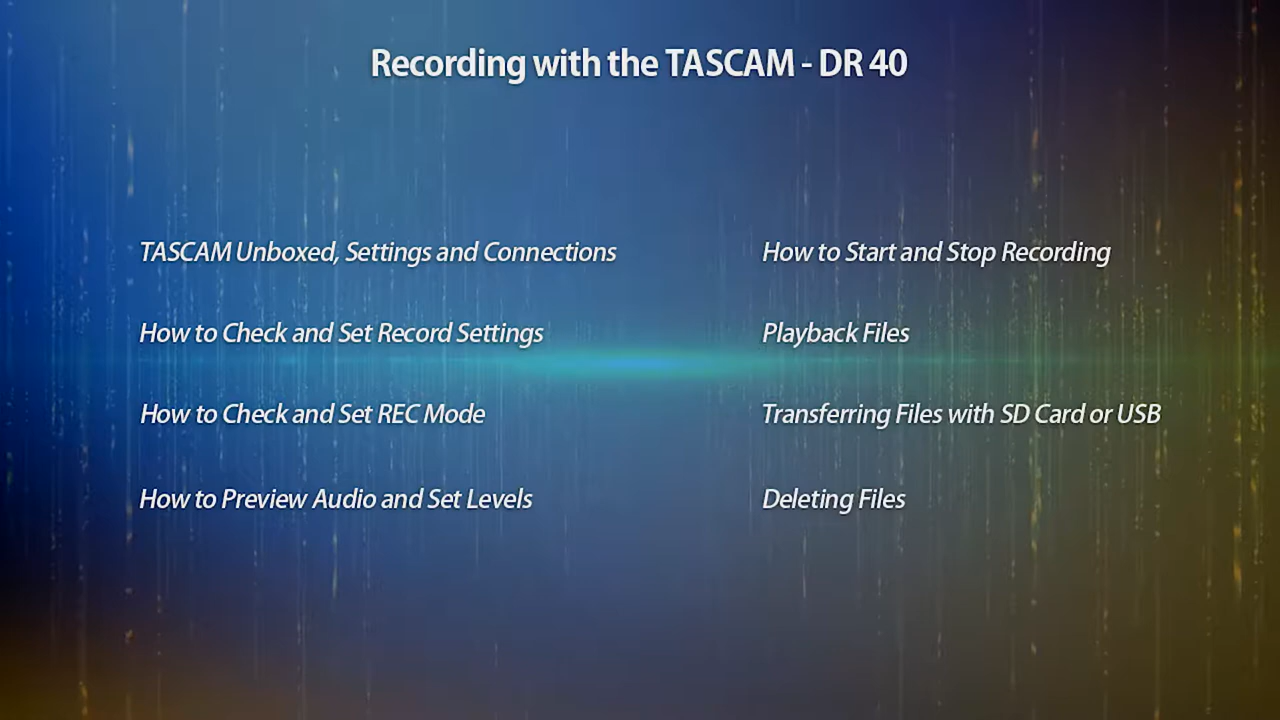 Recording with the TASCAM - DR 40
TASCAM Unboxed, Settings and Connections
How to Check and Set Record Settings
How to Check and Set REC Mode
How to Preview Audio and Set Levels
How to Start and Stop Recording
Playback Files
Transferring Files with SD Card or USB
Deleting Files